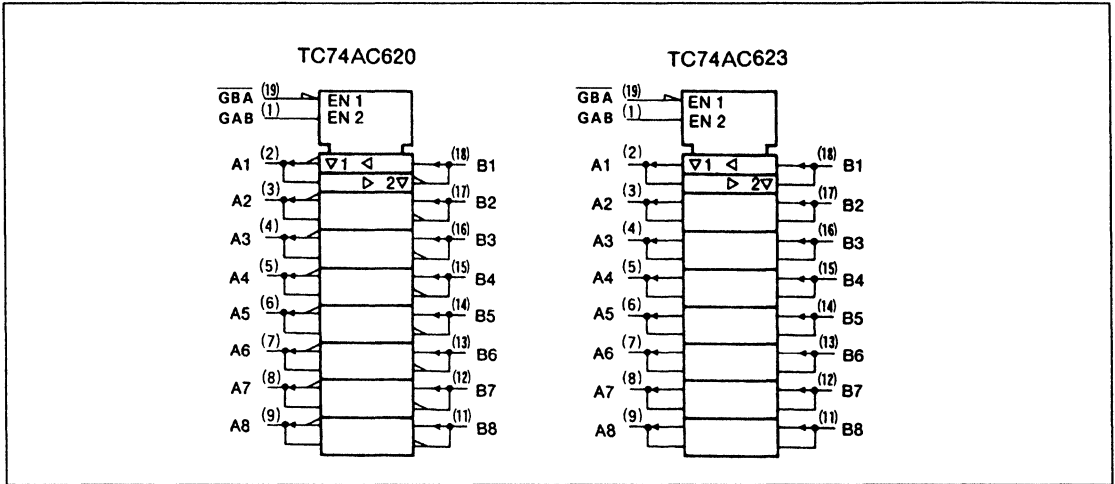 TC74AC620
GBA (19) EN 1
GAB (1) EN 2
A1 (2) ▽1 ◁ (18) B1
▷ 2▽
A2 (3) (17) B2
A3 (4) (16) B3
A4 (5) (15) B4
A5 (6) (14) B5
A6 (7) (13) B6
A7 (8) (12) B7
A8 (9) (11) B8
TC74AC623
GBA (19) EN 1
GAB (1) EN 2
A1 (2) ▽1 ◁ (18) B1
▷ 2▽
A2 (3) (17) B2
A3 (4) (16) B3
A4 (5) (15) B4
A5 (6) (14) B5
A6 (7) (13) B6
A7 (8) (12) B7
A8 (9) (11) B8